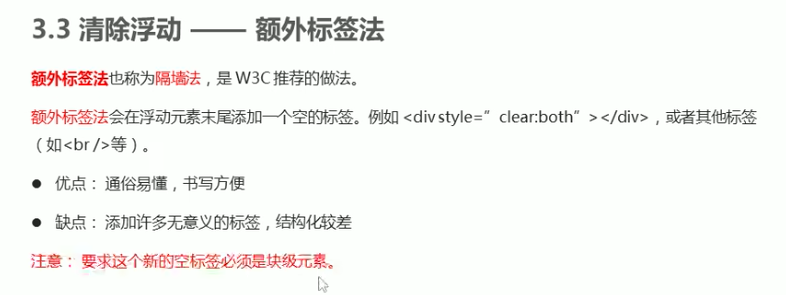 3.3 清除浮动 —— 额外标签法
额外标签法也称为隔墙法，是 W3C 推荐的做法。
额外标签法会在浮动元素末尾添加一个空的标签。例如 <div style=”clear:both”></div>，或者其他标签
（如<br />等）。
● 优点： 通俗易懂，书写方便
● 缺点： 添加许多无意义的标签，结构化较差
注意： 要求这个新的空标签必须是块级元素。